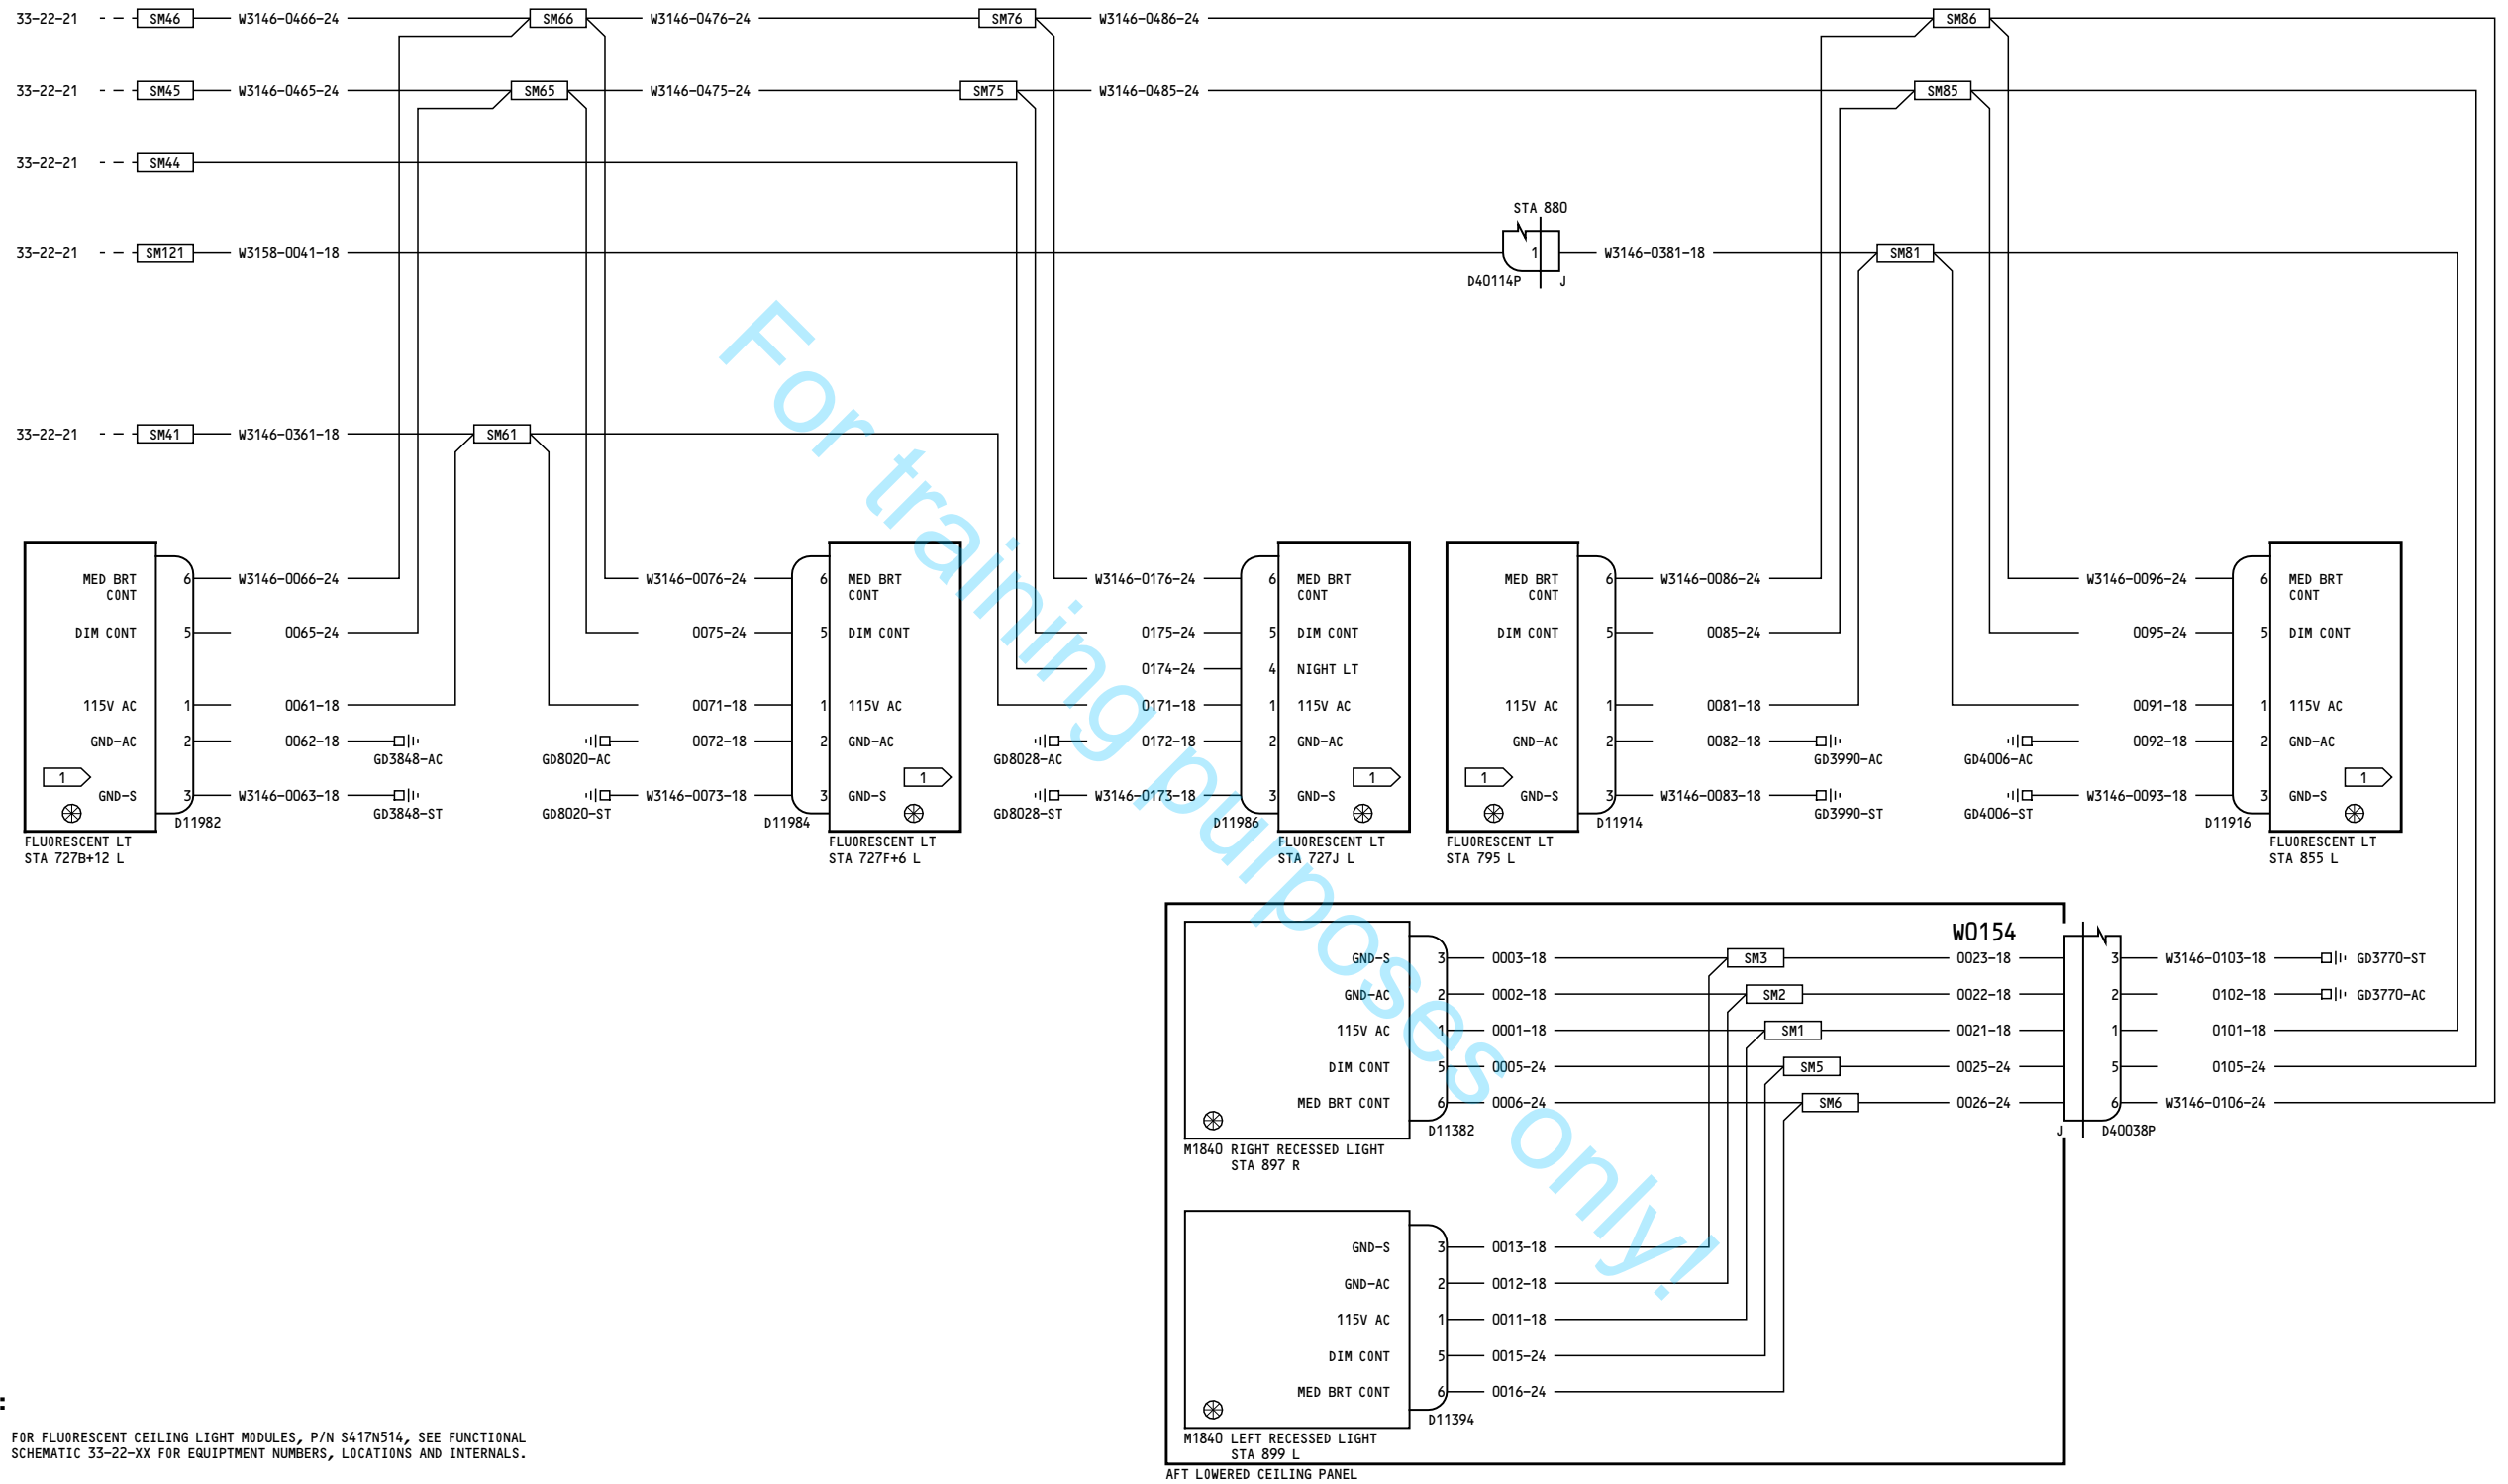 33-22-21 SM46 W3146-0466-24 SM66 W3146-0476-24 SM76 W3146-0486-24 SM86
33-22-21 SM45 W3146-0465-24 SM65 W3146-0475-24 SM75 W3146-0485-24 SM85
33-22-21 SM44
STA 880
33-22-21 SM121 W3158-0041-18 1 W3146-0381-18 SM81
D40114P J
33-22-21 SM41 W3146-0361-18 SM61
MED BRT 6 W3146-0066-24 W3146-0076-24 6 MED BRT W3146-0176-24 6 MED BRT MED BRT 6 W3146-0086-24 W3146-0096-24 6 MED BRT
CONT CONT CONT CONT CONT
DIM CONT 5 0065-24 0075-24 5 DIM CONT 0175-24 5 DIM CONT DIM CONT 5 0085-24 0095-24 5 DIM CONT
0174-24 4 NIGHT LT
115V AC 1 0061-18 0071-18 1 115V AC 0171-18 1 115V AC 115V AC 1 0081-18 0091-18 1 115V AC
GND-AC 2 0062-18 0072-18 2 GND-AC 0172-18 2 GND-AC GND-AC 2 0082-18 0092-18 2 GND-AC
GD3848-AC GD8020-AC GD8028-AC GD3990-AC GD4006-AC
1 1 1 1 1
GND-S 3 W3146-0063-18 W3146-0073-18 3 GND-S W3146-0173-18 3 GND-S GND-S 3 W3146-0083-18 W3146-0093-18 3 GND-S
GD3848-ST GD8020-ST GD8028-ST GD3990-ST GD4006-ST
D11982 D11984 D11986 D11914 D11916
FLUORESCENT LT FLUORESCENT LT FLUORESCENT LT FLUORESCENT LT FLUORESCENT LT
STA 727B+12 L STA 727F+6 L STA 727J L STA 795 L STA 855 L
For training purposes only!
W0154
GND-S 3 0003-18 SM3 0023-18 3 W3146-0103-18 GD3770-ST
GND-AC 2 0002-18 SM2 0022-18 2 0102-18 GD3770-AC
115V AC 1 0001-18 SM1 0021-18 1 0101-18
DIM CONT 5 0005-24 SM5 0025-24 5 0105-24
MED BRT CONT 6 0006-24 SM6 0026-24 6 W3146-0106-24
D11382 J D40038P
M1840 RIGHT RECESSED LIGHT
STA 897 R
GND-S 3 0013-18
GND-AC 2 0012-18
115V AC 1 0011-18
DIM CONT 5 0015-24
MED BRT CONT 6 0016-24
D11394
M1840 LEFT RECESSED LIGHT
STA 899 L
AFT LOWERED CEILING PANEL
:
FOR FLUORESCENT CEILING LIGHT MODULES, P/N S417N514, SEE FUNCTIONAL
SCHEMATIC 33-22-XX FOR EQUIPTMENT NUMBERS, LOCATIONS AND INTERNALS.